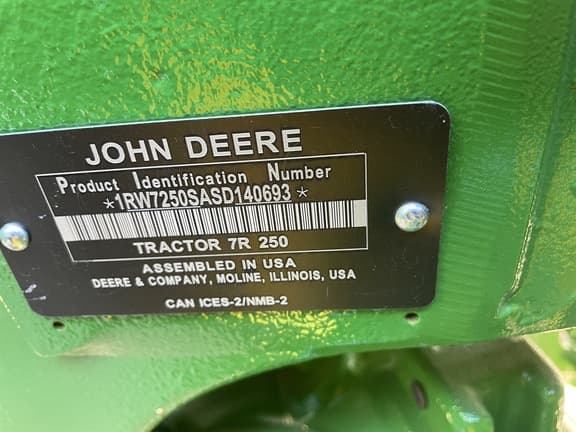 JOHN DEERE
Product Identification Number
*1RW7250SASD140693*
TRACTOR 7R 250
ASSEMBLED IN USA
DEERE & COMPANY, MOLINE, ILLINOIS, USA
CAN ICES-2/NMB-2